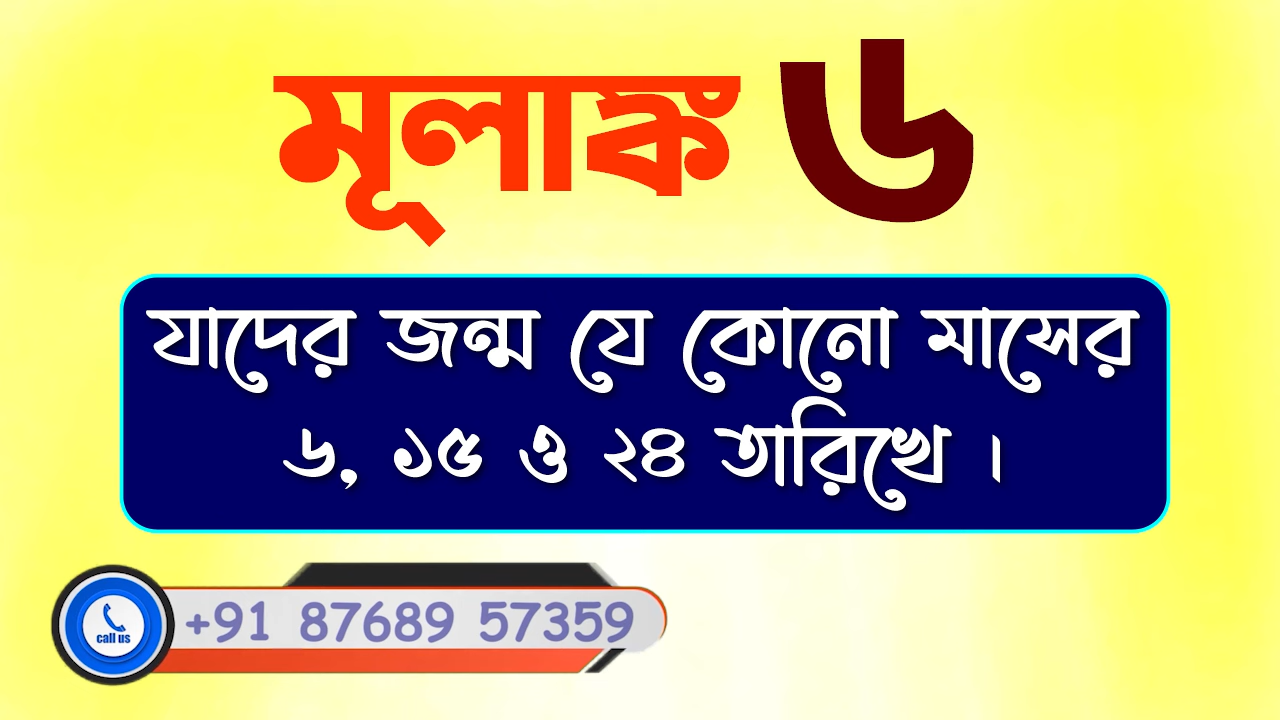 মূলাঙ্ক ৬
যাদের জন্ম যে কোনো মাসের
৬, ১৫ ও ২৪ তারিখে ।
call us
+91 87689 57359